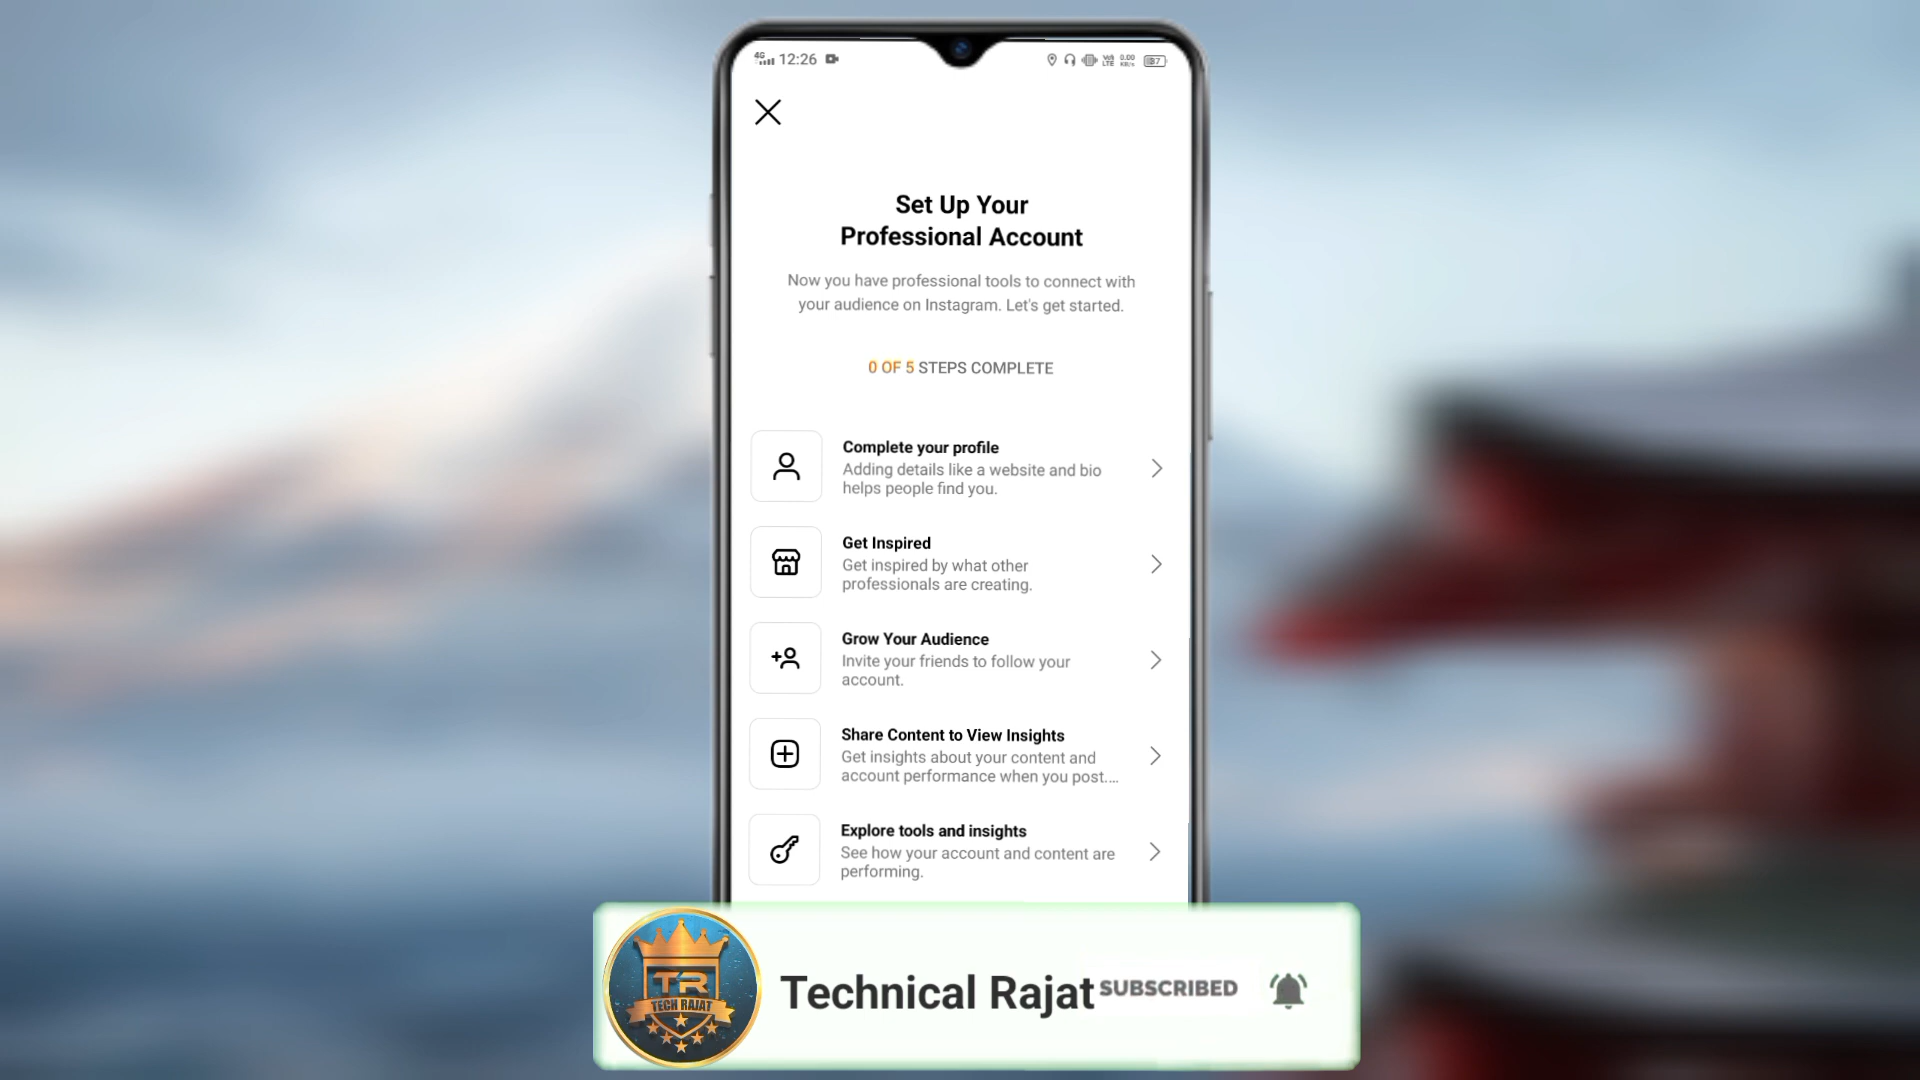 4G 12:26 87
Set Up Your
Professional Account
Now you have professional tools to connect with
your audience on Instagram. Let's get started.
0 OF 5 STEPS COMPLETE
Complete your profile
Adding details like a website and bio
helps people find you.
Get Inspired
Get inspired by what other
professionals are creating.
Grow Your Audience
Invite your friends to follow your
account.
Share Content to View Insights
Get insights about your content and
account performance when you post....
Explore tools and insights
See how your account and content are
performing.
TR
TECH RAJAT
Technical Rajat SUBSCRIBED